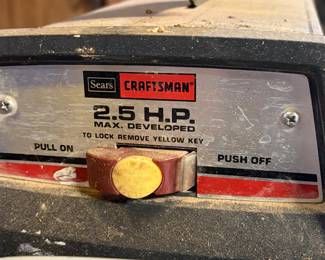 Sears CRAFTSMAN
2.5 H.P.
MAX. DEVELOPED
TO LOCK REMOVE YELLOW KEY
PULL ON PUSH OFF